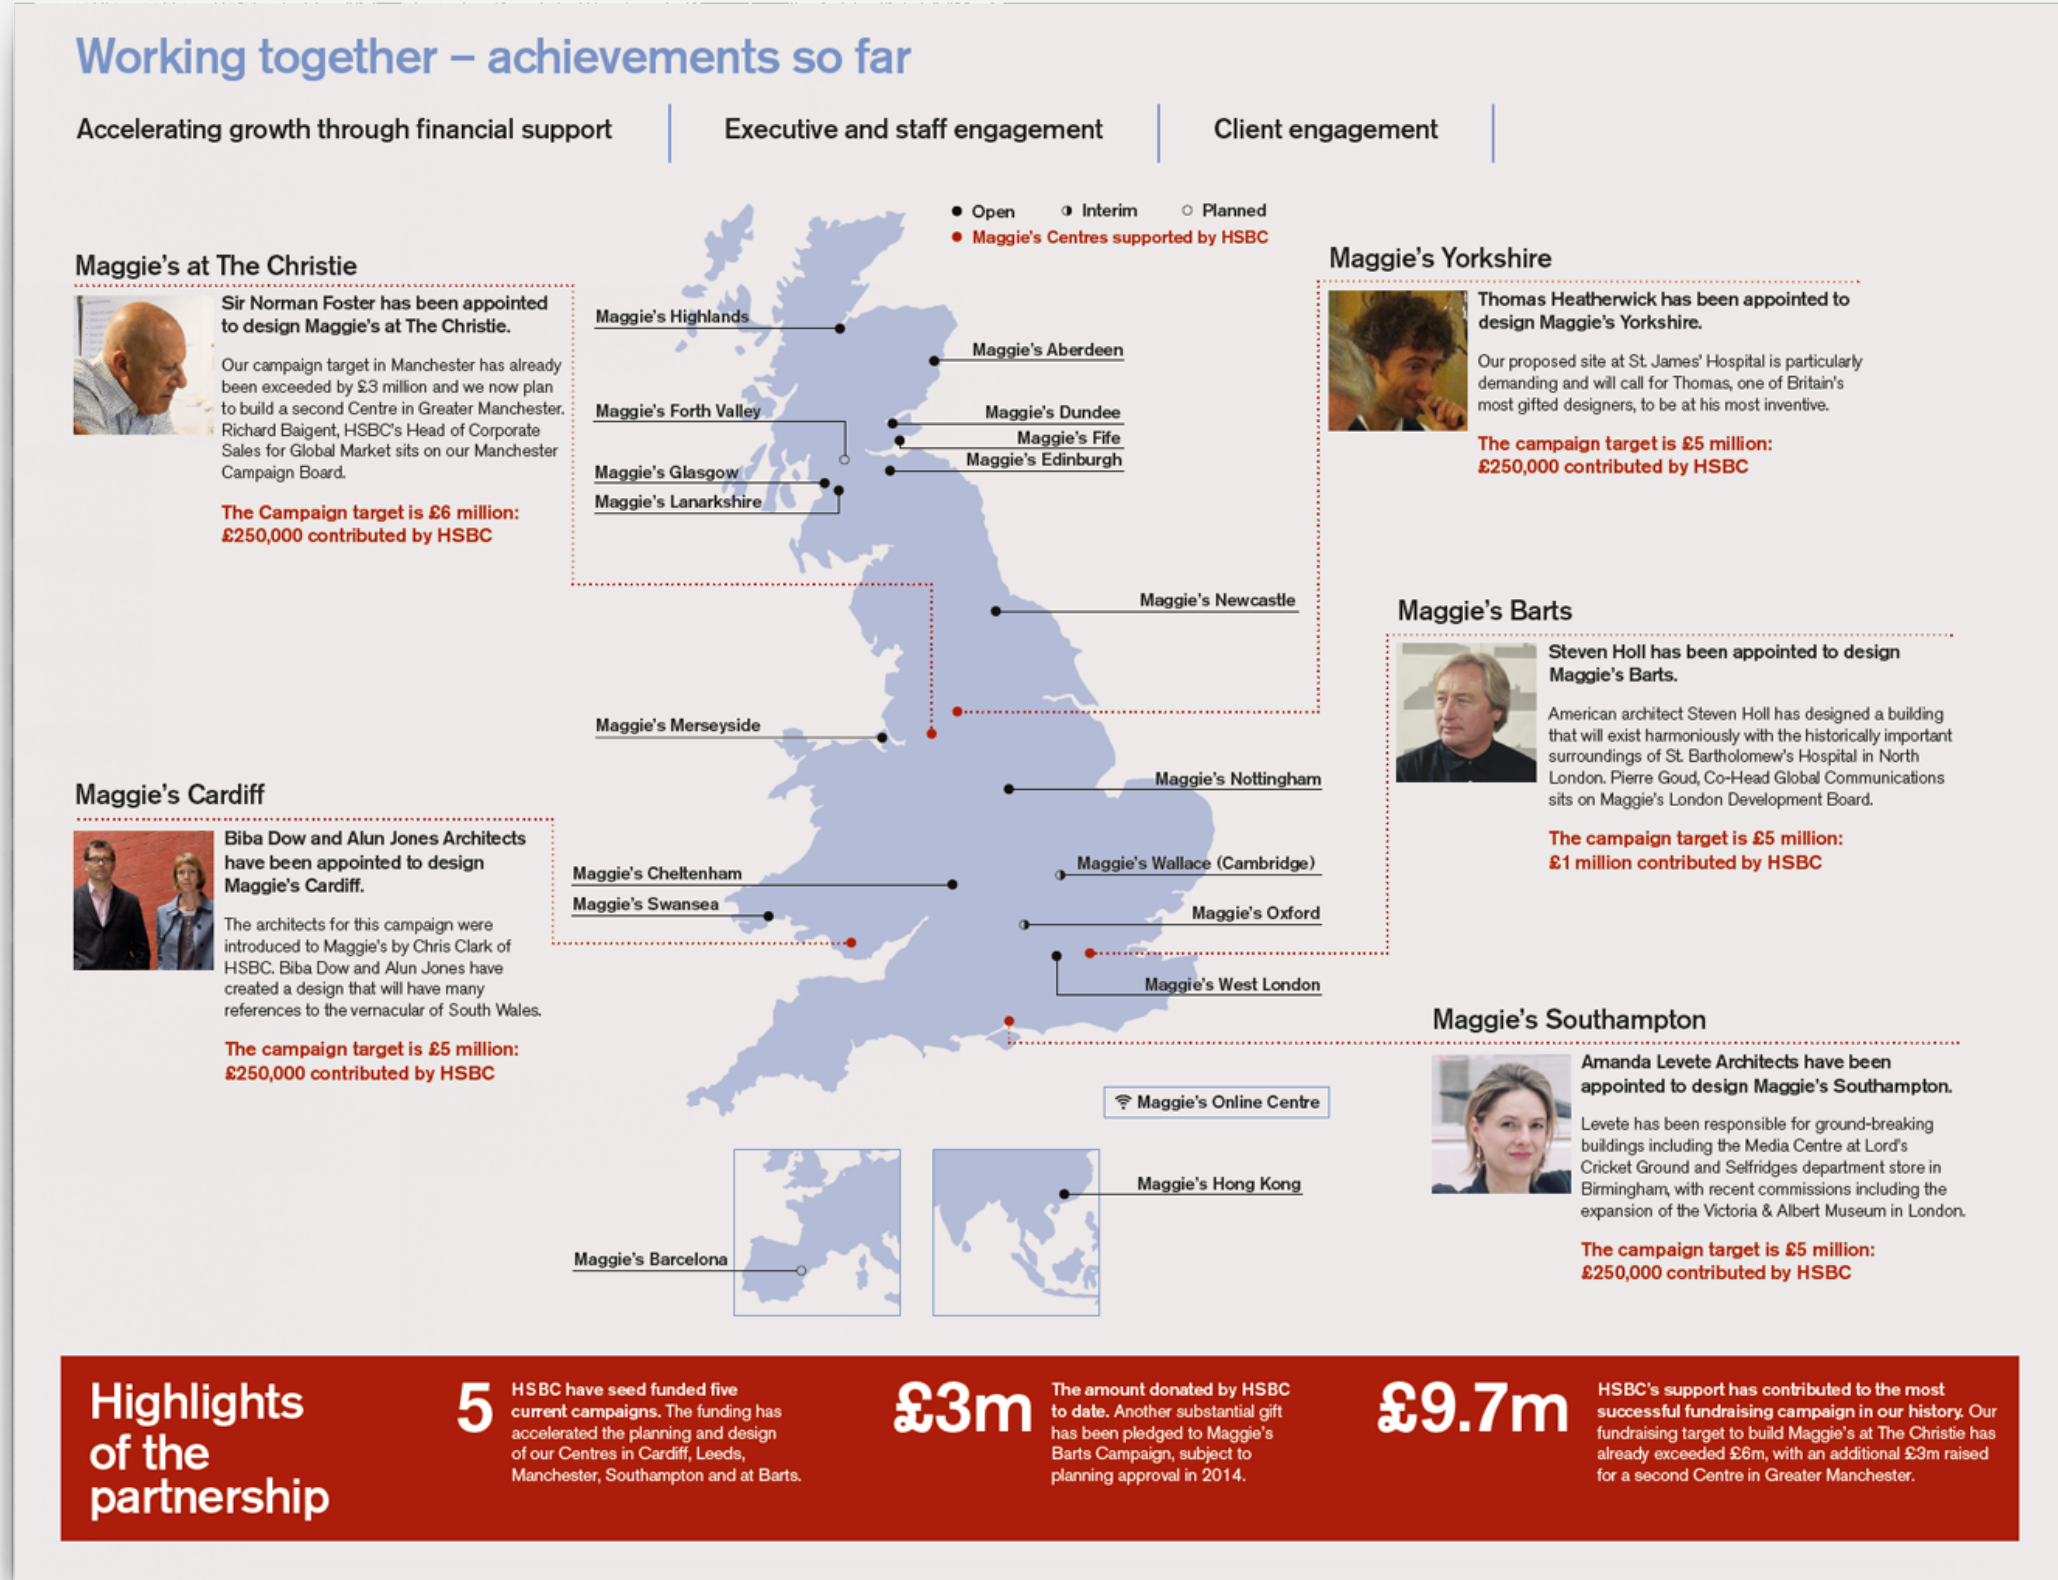 Working together – achievements so far
Accelerating growth through financial support
Executive and staff engagement
Client engagement
Open
Interim
Planned
Maggie's Centres supported by HSBC
Maggie's at The Christie
Sir Norman Foster has been appointed
to design Maggie's at The Christie.
Our campaign target in Manchester has already
been exceeded by £3 million and we now plan
to build a second Centre in Greater Manchester.
Richard Baigent, HSBC's Head of Corporate
Sales for Global Market sits on our Manchester
Campaign Board.
The Campaign target is £6 million:
£250,000 contributed by HSBC
Maggie's Cardiff
Biba Dow and Alun Jones Architects
have been appointed to design
Maggie's Cardiff.
The architects for this campaign were
introduced to Maggie's by Chris Clark of
HSBC. Biba Dow and Alun Jones have
created a design that will have many
references to the vernacular of South Wales.
The campaign target is £5 million:
£250,000 contributed by HSBC
Maggie's Highlands
Maggie's Aberdeen
Maggie's Forth Valley
Maggie's Dundee
Maggie's Fife
Maggie's Edinburgh
Maggie's Glasgow
Maggie's Lanarkshire
Maggie's Newcastle
Maggie's Merseyside
Maggie's Nottingham
Maggie's Cheltenham
Maggie's Wallace (Cambridge)
Maggie's Swansea
Maggie's Oxford
Maggie's West London
Maggie's Online Centre
Maggie's Hong Kong
Maggie's Barcelona
Maggie's Yorkshire
Thomas Heatherwick has been appointed to
design Maggie's Yorkshire.
Our proposed site at St. James' Hospital is particularly
demanding and will call for Thomas, one of Britain's
most gifted designers, to be at his most inventive.
The campaign target is £5 million:
£250,000 contributed by HSBC
Maggie's Barts
Steven Holl has been appointed to design
Maggie's Barts.
American architect Steven Holl has designed a building
that will exist harmoniously with the historically important
surroundings of St. Bartholomew's Hospital in North
London. Pierre Goud, Co-Head Global Communications
sits on Maggie's London Development Board.
The campaign target is £5 million:
£1 million contributed by HSBC
Maggie's Southampton
Amanda Levete Architects have been
appointed to design Maggie's Southampton.
Levete has been responsible for ground-breaking
buildings including the Media Centre at Lord's
Cricket Ground and Selfridges department store in
Birmingham, with recent commissions including the
expansion of the Victoria & Albert Museum in London.
The campaign target is £5 million:
£250,000 contributed by HSBC
Highlights
of the
partnership
5
HSBC have seed funded five
current campaigns. The funding has
accelerated the planning and design
of our Centres in Cardiff, Leeds,
Manchester, Southampton and at Barts.
£3m
The amount donated by HSBC
to date. Another substantial gift
has been pledged to Maggie's
Barts Campaign, subject to
planning approval in 2014.
£9.7m
HSBC's support has contributed to the most
successful fundraising campaign in our history. Our
fundraising target to build Maggie's at The Christie has
already exceeded £6m, with an additional £3m raised
for a second Centre in Greater Manchester.